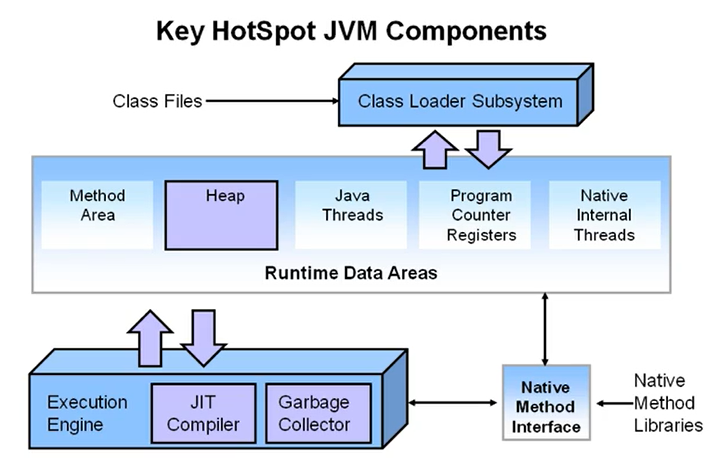 Key HotSpot JVM Components
Class Files
Class Loader Subsystem
Method
Area
Heap
Java
Threads
Program
Counter
Registers
Native
Internal
Threads
Runtime Data Areas
Execution
Engine
JIT
Compiler
Garbage
Collector
Native
Method
Interface
Native
Method
Libraries